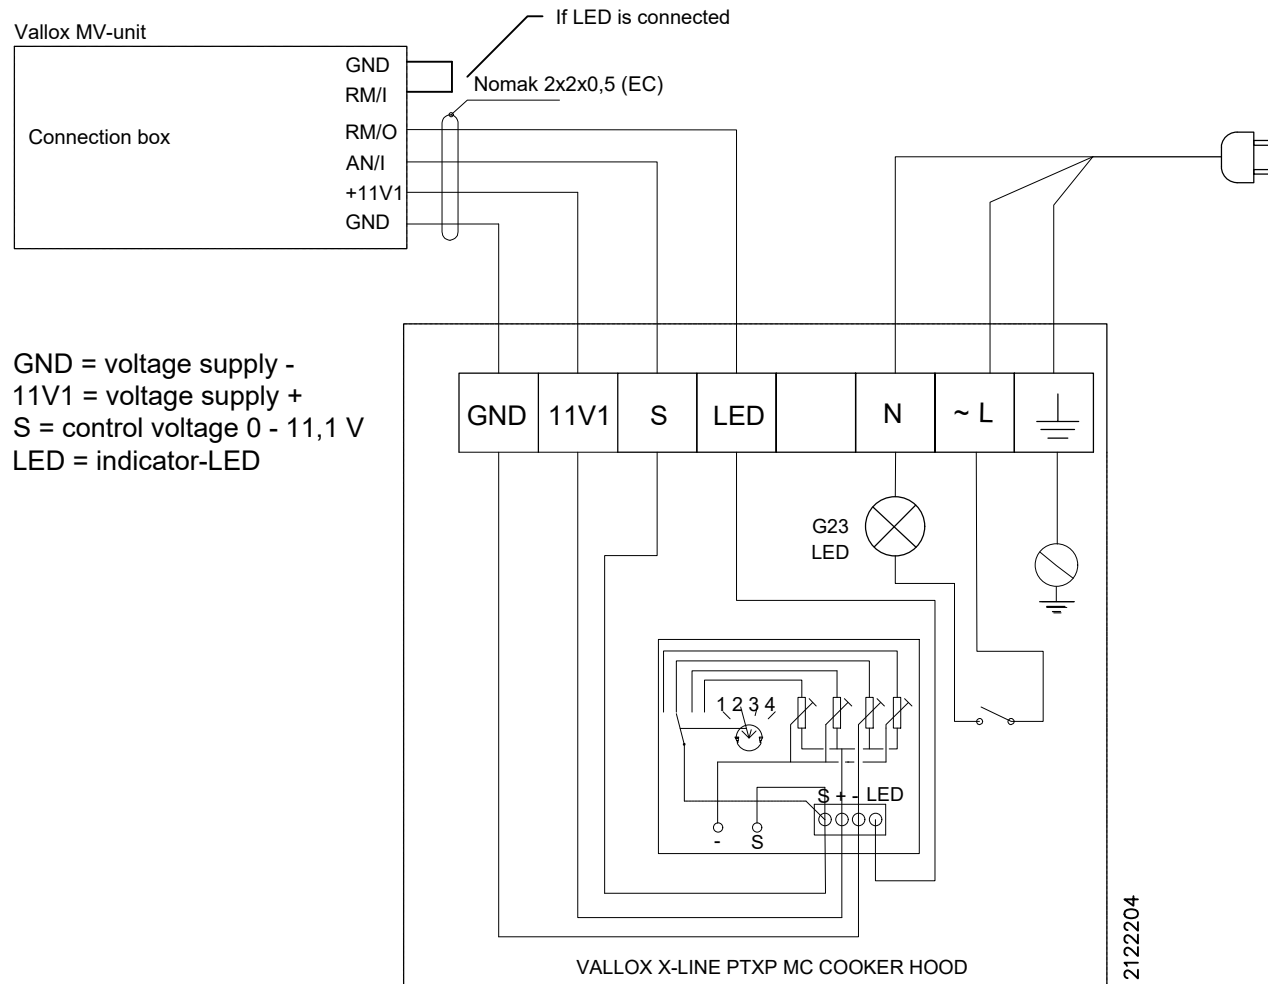 If LED is connected
Vallox MV-unit
GND
RM/I
Nomak 2x2x0,5 (EC)
Connection box
RM/O
AN/I
+11V1
GND
GND = voltage supply -
11V1 = voltage supply +
S = control voltage 0 - 11,1 V
LED = indicator-LED
GND 11V1 S LED N ~ L
G23
LED
1 2 3 4
S + - LED
- S
VALLOX X-LINE PTXP MC COOKER HOOD
2122204